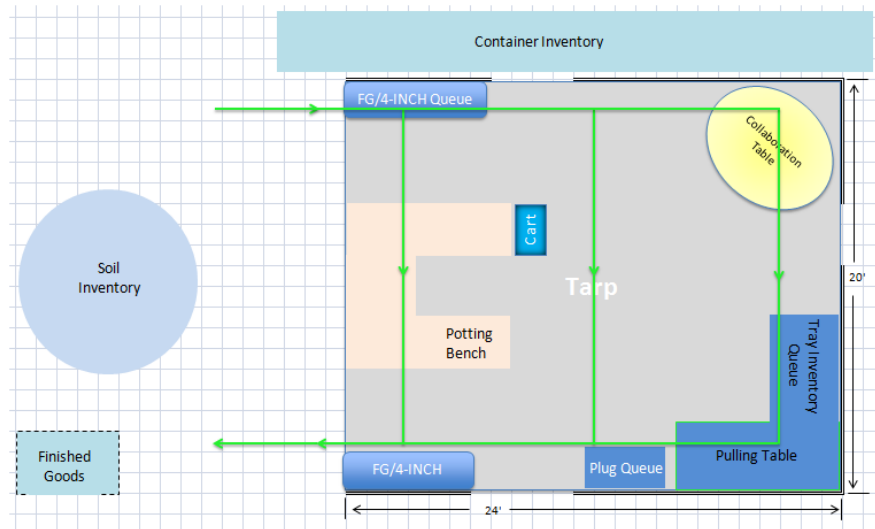 Container Inventory
FG/4-INCH Queue
Collaboration
Table
Cart
Soil
Inventory
Tarp
20'
Potting
Bench
Tray Inventory
Queue
Finished
Goods
FG/4-INCH
Plug Queue
Pulling Table
24'